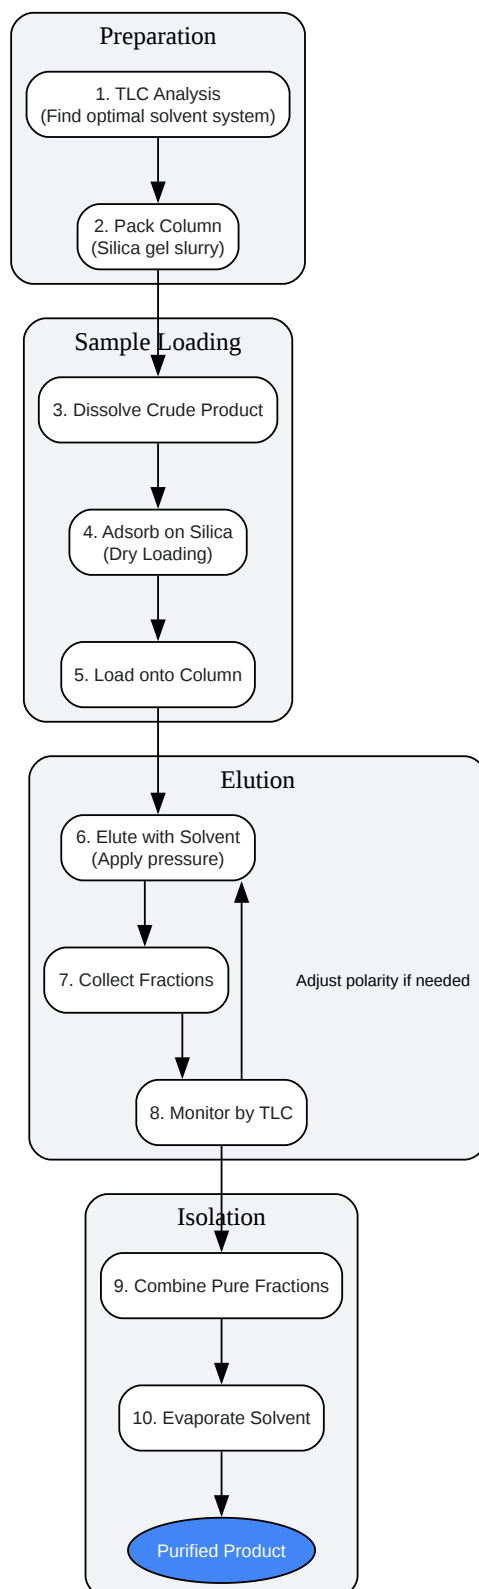 Preparation
1. TLC Analysis
(Find optimal solvent system)
2. Pack Column
(Silica gel slurry)
Sample Loading
3. Dissolve Crude Product
4. Adsorb on Silica
(Dry Loading)
5. Load onto Column
Elution
6. Elute with Solvent
(Apply pressure)
7. Collect Fractions
Adjust polarity if needed
8. Monitor by TLC
Isolation
9. Combine Pure Fractions
10. Evaporate Solvent
Purified Product